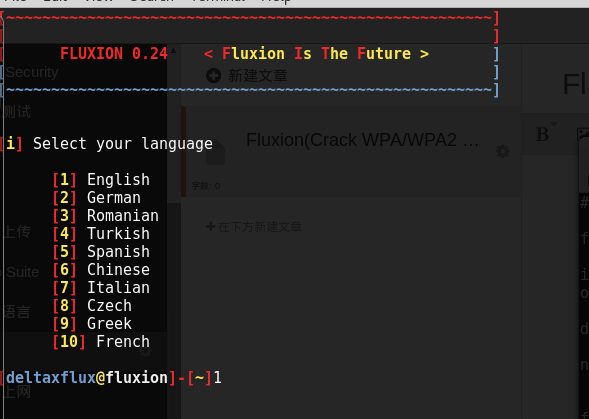 [~~~~~~~~~~~~~~~~~~~~~~~~~~~~~~~~~~~~~~~~~~~~~~~~~~~~~~]
FLUXION 0.24 < Fluxion Is The Future >
[~~~~~~~~~~~~~~~~~~~~~~~~~~~~~~~~~~~~~~~~~~~~~~~~~~~~~~]
Security
新建文章
测试
Fl
B
Fluxion(Crack WPA/WPA2 ...
i] Select your language
字数: 0
[1] English
[2] German
[3] Romanian
[4] Turkish
[5] Spanish
[6] Chinese
[7] Italian
[8] Czech
[9] Greek
[10] French
上传
在下方新建文章
Suite
语言
[deltaxflux@fluxion]-[~]1
上网